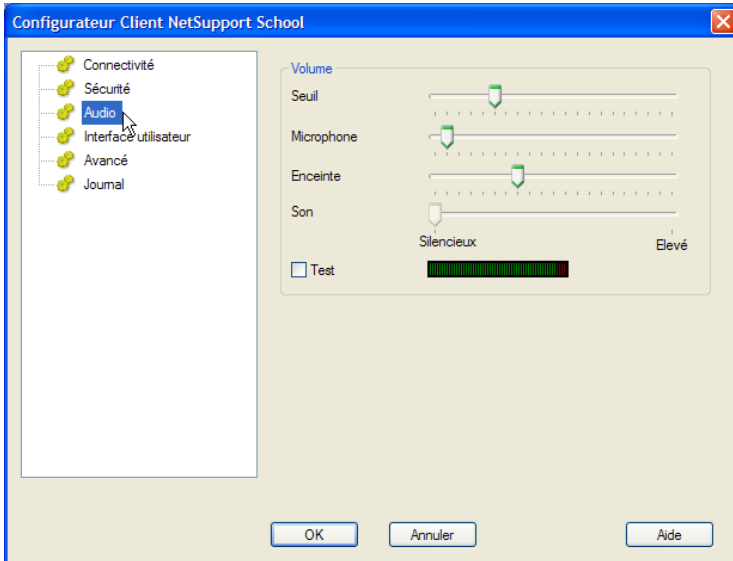 Configurateur Client NetSupport School
Connectivité
Sécurité
Audio
Interface utilisateur
Avancé
Journal
Volume
Seuil
Microphone
Enceinte
Son
Silencieux
Elevé
Test
OK
Annuler
Aide